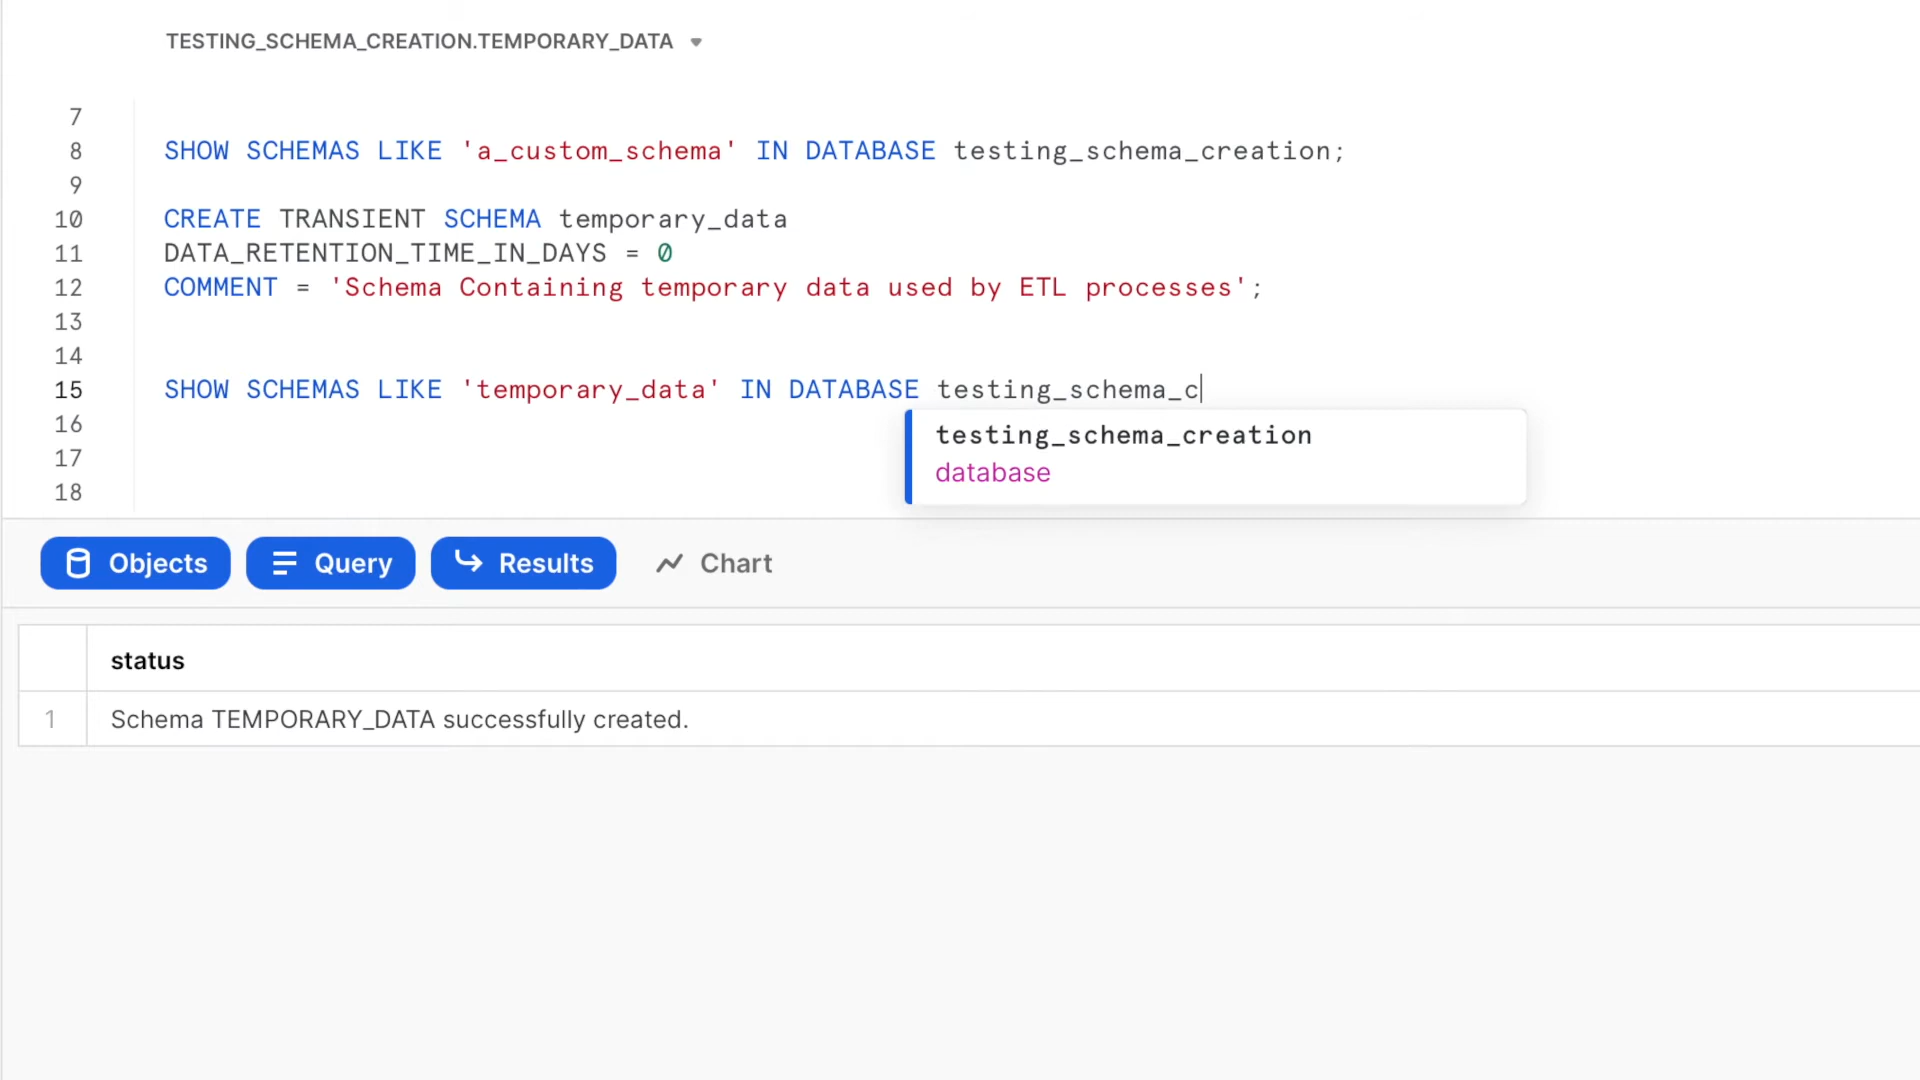 TESTING_SCHEMA_CREATION.TEMPORARY_DATA
7
8 SHOW SCHEMAS LIKE 'a_custom_schema' IN DATABASE testing_schema_creation;
9
10 CREATE TRANSIENT SCHEMA temporary_data
11 DATA_RETENTION_TIME_IN_DAYS = 0
12 COMMENT = 'Schema Containing temporary data used by ETL processes';
13
14
15 SHOW SCHEMAS LIKE 'temporary_data' IN DATABASE testing_schema_c
16
testing_schema_creation
17
database
18
Objects Query Results Chart
status
1 Schema TEMPORARY_DATA successfully created.